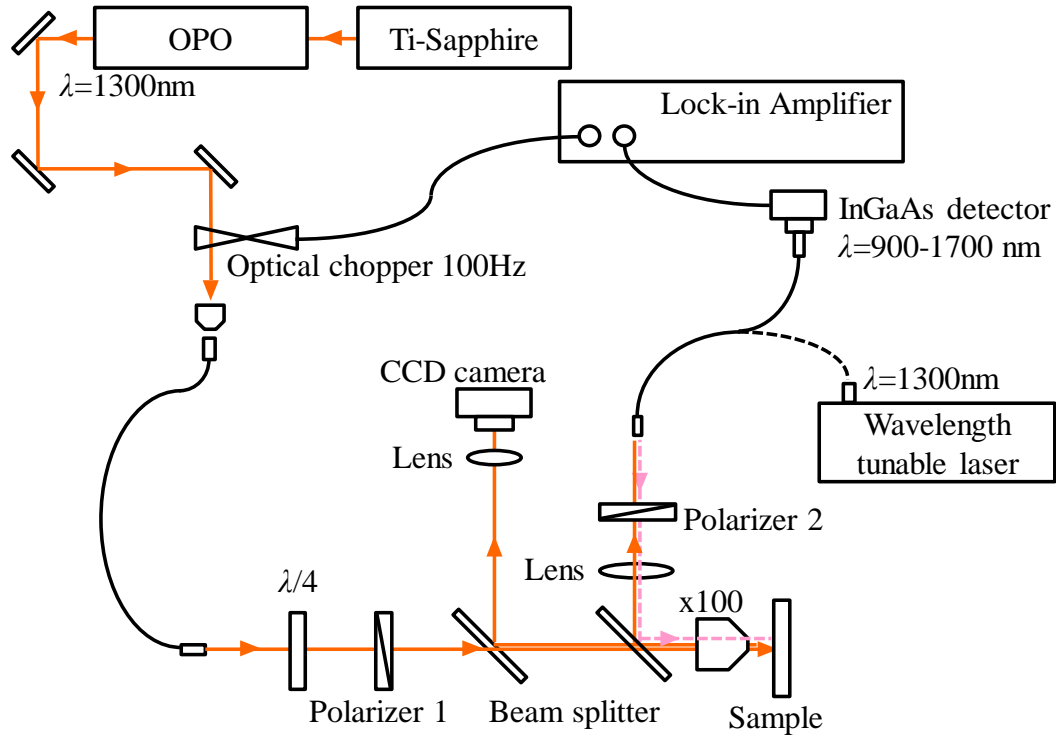 OPO
Ti-Sapphire
λ=1300nm
Lock-in Amplifier
InGaAs detector
λ=900-1700 nm
Optical chopper 100Hz
CCD camera
λ=1300nm
Wavelength
tunable laser
Lens
Polarizer 2
Lens
λ/4
x100
Polarizer 1
Beam splitter
Sample